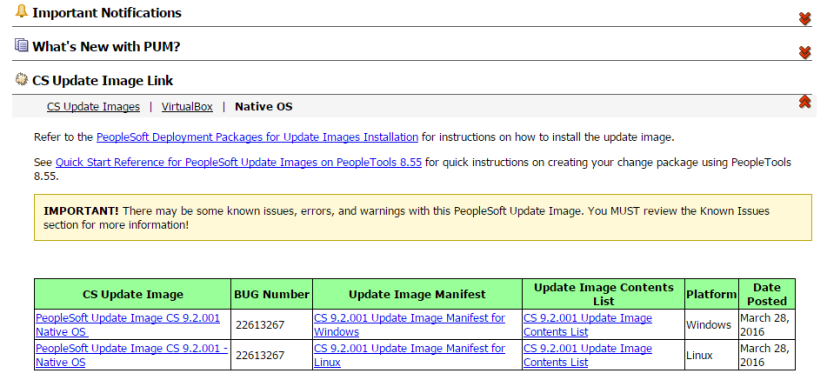 Important Notifications
What's New with PUM?
CS Update Image Link
CS Update Images | VirtualBox | Native OS
Refer to the PeopleSoft Deployment Packages for Update Images Installation for instructions on how to install the update image.
See Quick Start Reference for PeopleSoft Update Images on PeopleTools 8.55 for quick instructions on creating your change package using PeopleTools
8.55.
IMPORTANT! There may be some known issues, errors, and warnings with this PeopleSoft Update Image. You MUST review the Known Issues
section for more information!
CS Update Image BUG Number Update Image Manifest Update Image Contents List Platform Date Posted
PeopleSoft Update Image CS 9.2.001 Native OS 22613267 CS 9.2.001 Update Image Manifest for Windows CS 9.2.001 Update Image Contents List Windows March 28, 2016
PeopleSoft Update Image CS 9.2.001 - Native OS 22613267 CS 9.2.001 Update Image Manifest for Linux CS 9.2.001 Update Image Contents List Linux March 28, 2016